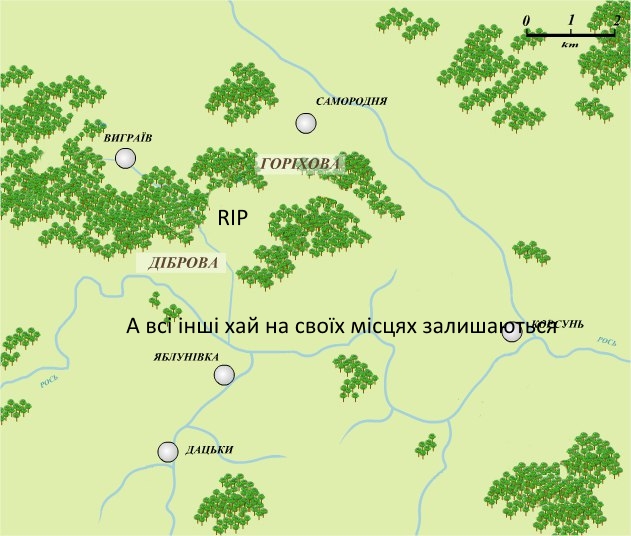 0 1 2
km
САМОРОДНЯ
ВИГРАЇВ
ГОРІХОВА
RIP
ДІБРОВА
А всі інші хай на своїх місцях залишаються
КОРСУНЬ
РОСЬ
ЯБЛУНІВКА
РОСЬ
ДАЦЬКИ